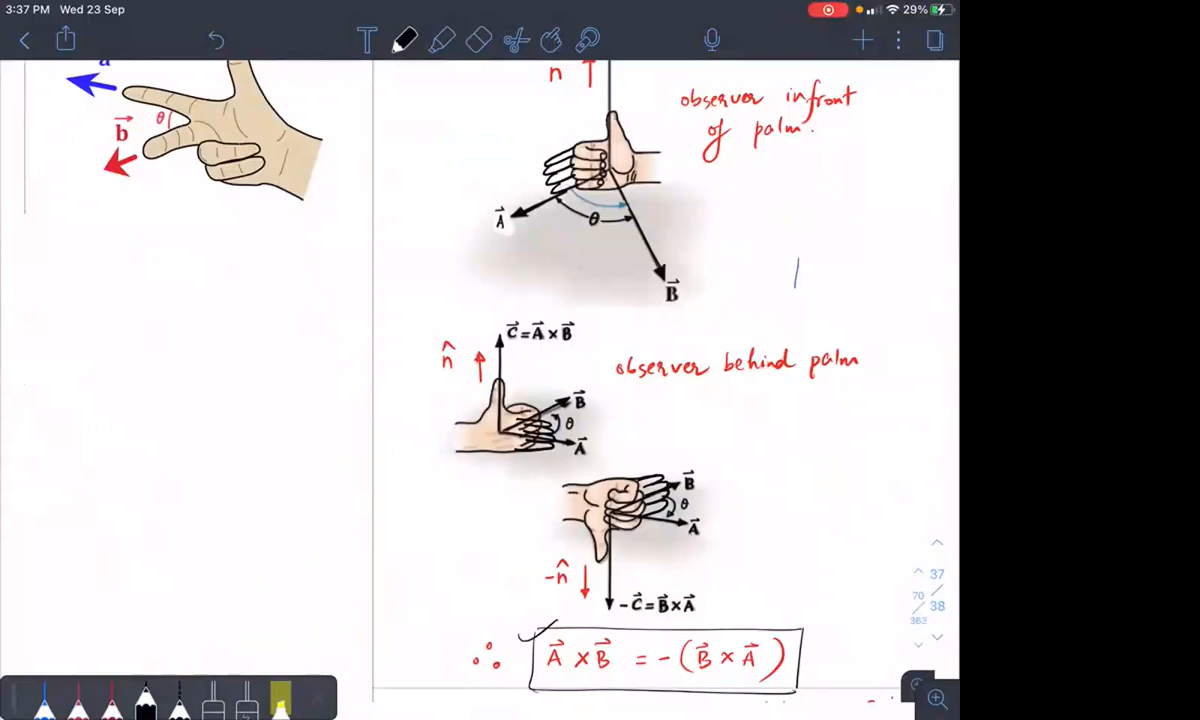 3:37 PM Wed 23 Sep
29%
T
a
θ
b⃗
n
observer infront
of palm.
A⃗
θ
B⃗
C⃗ = A⃗ × B⃗
n̂
observer behind palm
B⃗
θ
A⃗
B⃗
θ
A⃗
-n̂
-C⃗ = B⃗ × A⃗
37
70
38
363
∴ A⃗ × B⃗ = - (B⃗ × A⃗)